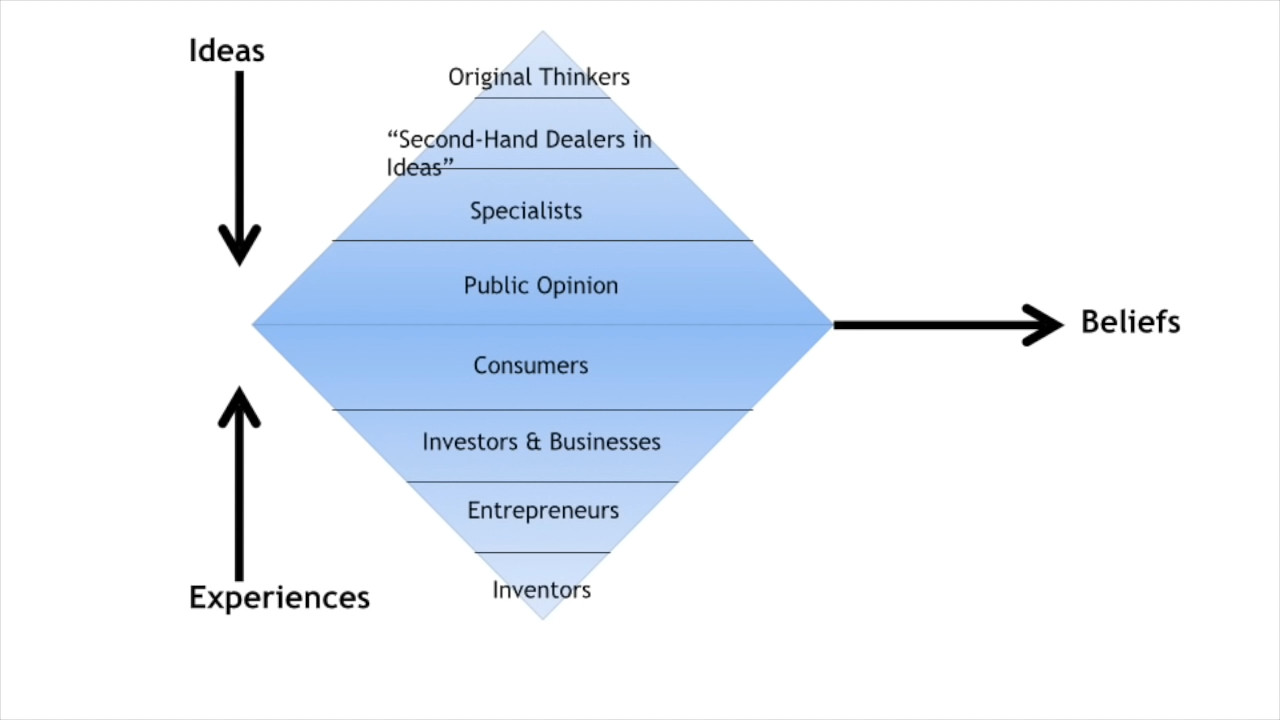 Ideas
Original Thinkers
“Second-Hand Dealers in
Ideas”
Specialists
Public Opinion
Beliefs
Consumers
Investors & Businesses
Entrepreneurs
Inventors
Experiences